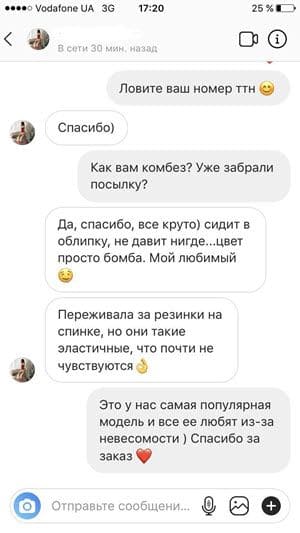 Vodafone UA 3G 17:20 25 %
В сети 30 мин. назад
Ловите ваш номер ттн 😊
Спасибо)
Как вам комбез? Уже забрали
посылку?
Да, спасибо, все круто) сидит в
облипку, не давит нигде...цвет
просто бомба. Мой любимый
😉
Переживала за резинки на
спинке, но они такие
эластичные, что почти не
чувствуются👌
Это у нас самая популярная
модель и все ее любят из-за
невесомости ) Спасибо за
заказ ❤️
Отправьте сообщени...